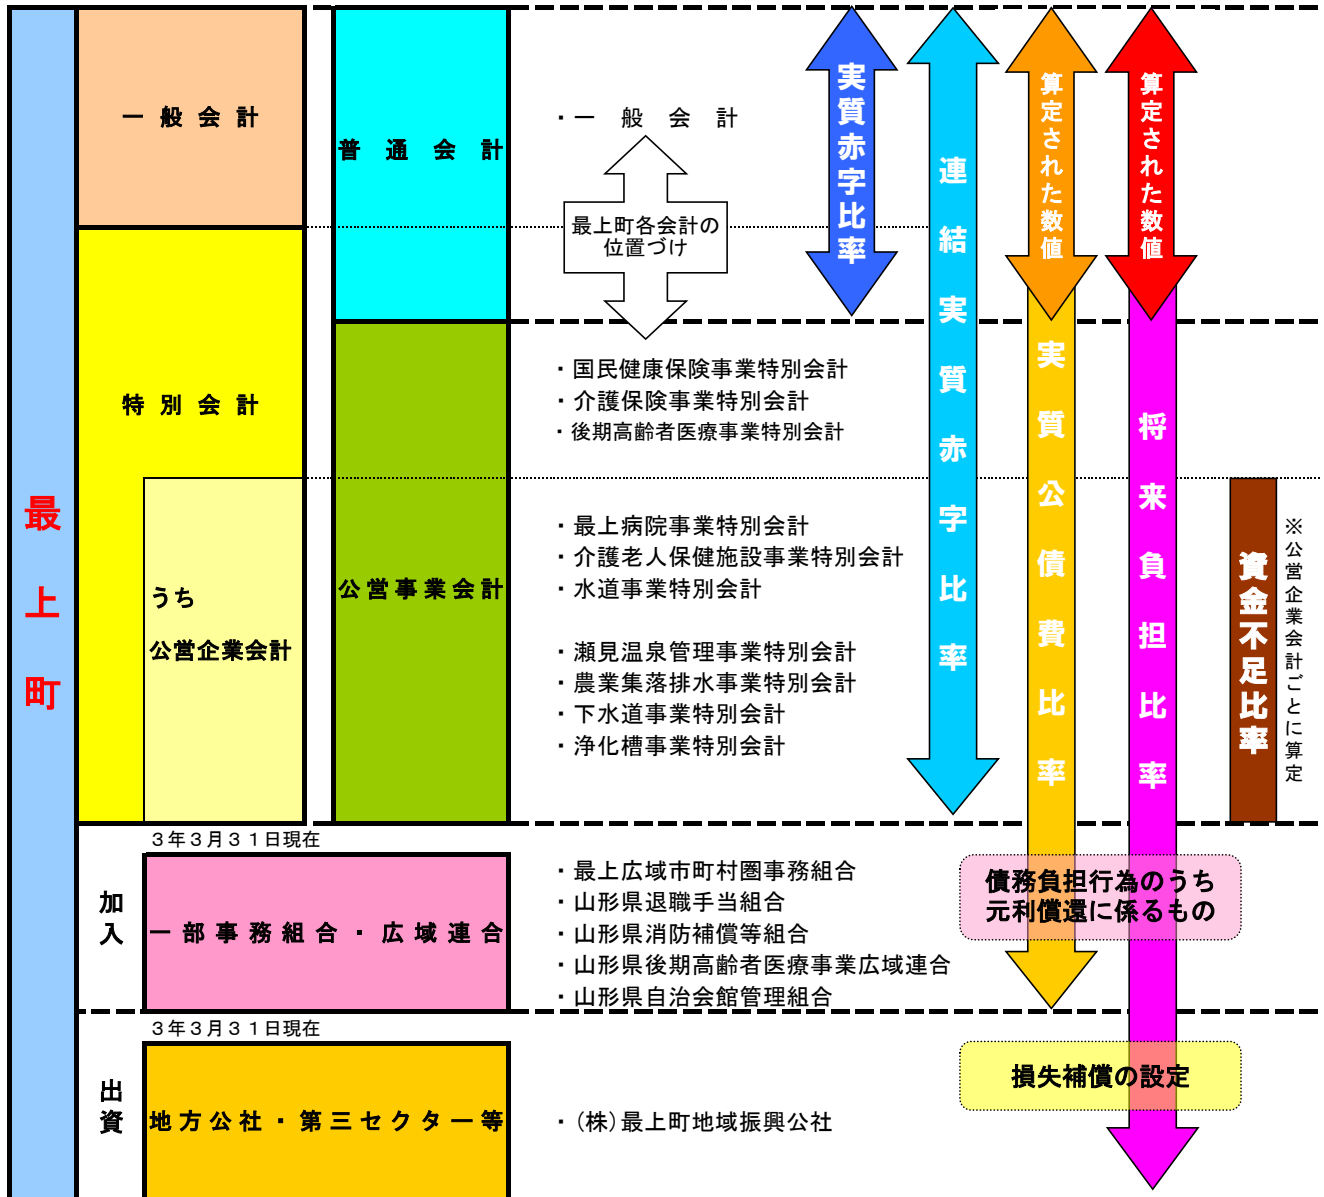 最上町
一般会計
特別会計
うち
公営企業会計
普通会計
公営事業会計
・一般会計
最上町各会計の
位置づけ
・国民健康保険事業特別会計
・介護保険事業特別会計
・後期高齢者医療事業特別会計
・最上病院事業特別会計
・介護老人保健施設事業特別会計
・水道事業特別会計
・瀬見温泉管理事業特別会計
・農業集落排水事業特別会計
・下水道事業特別会計
・浄化槽事業特別会計
実質赤字比率
連結実質赤字比率
算定された数値
実質公債費比率
算定された数値
将来負担比率
資金不足比率
※公営企業会計ごとに算定
3年3月31日現在
加入
一部事務組合・広域連合
・最上広域市町村圏事務組合
・山形県退職手当組合
・山形県消防補償等組合
・山形県後期高齢者医療事業広域連合
・山形県自治会館管理組合
債務負担行為のうち
元利償還に係るもの
3年3月31日現在
出資
地方公社・第三セクター等
・(株)最上町地域振興公社
損失補償の設定